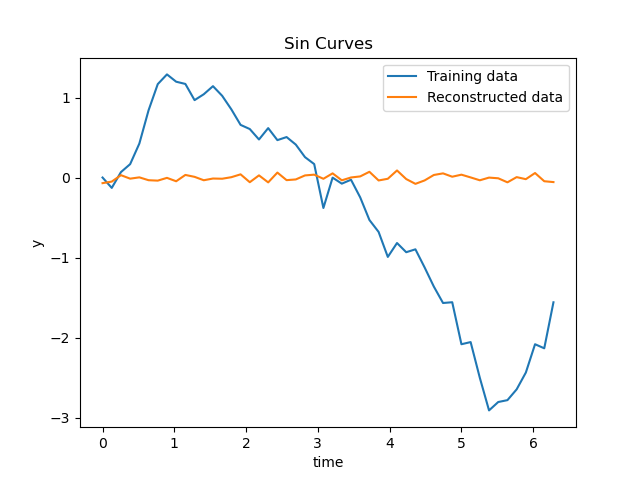 Sin Curves
Training data
Reconstructed data
1
0
−1
−2
−3
y
0 1 2 3 4 5 6
time